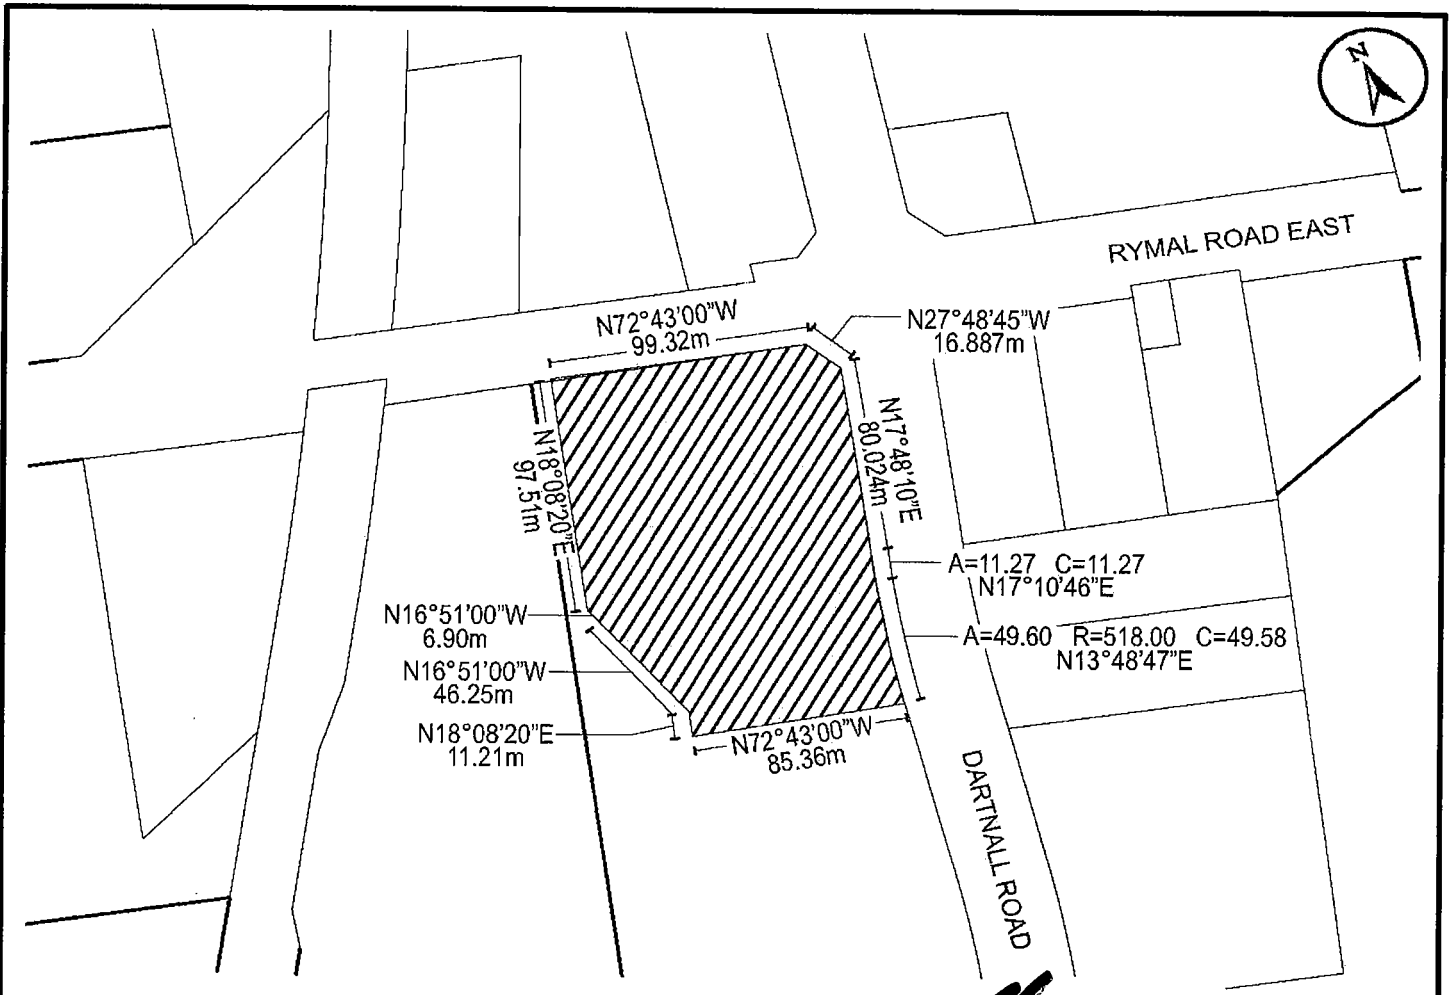 N
RYMAL ROAD EAST
N72°43'00"W
99.32m
N27°48'45"W
16.887m
N17°48'10"E
80.024m
N18°08'20"E
97.51m
A=11.27 C=11.27
N17°10'46"E
N16°51'00"W
6.90m
A=49.60 R=518.00 C=49.58
N13°48'47"E
N16°51'00"W
46.25m
N18°08'20"E
11.21m
N72°43'00"W
85.36m
DARTNALL ROAD